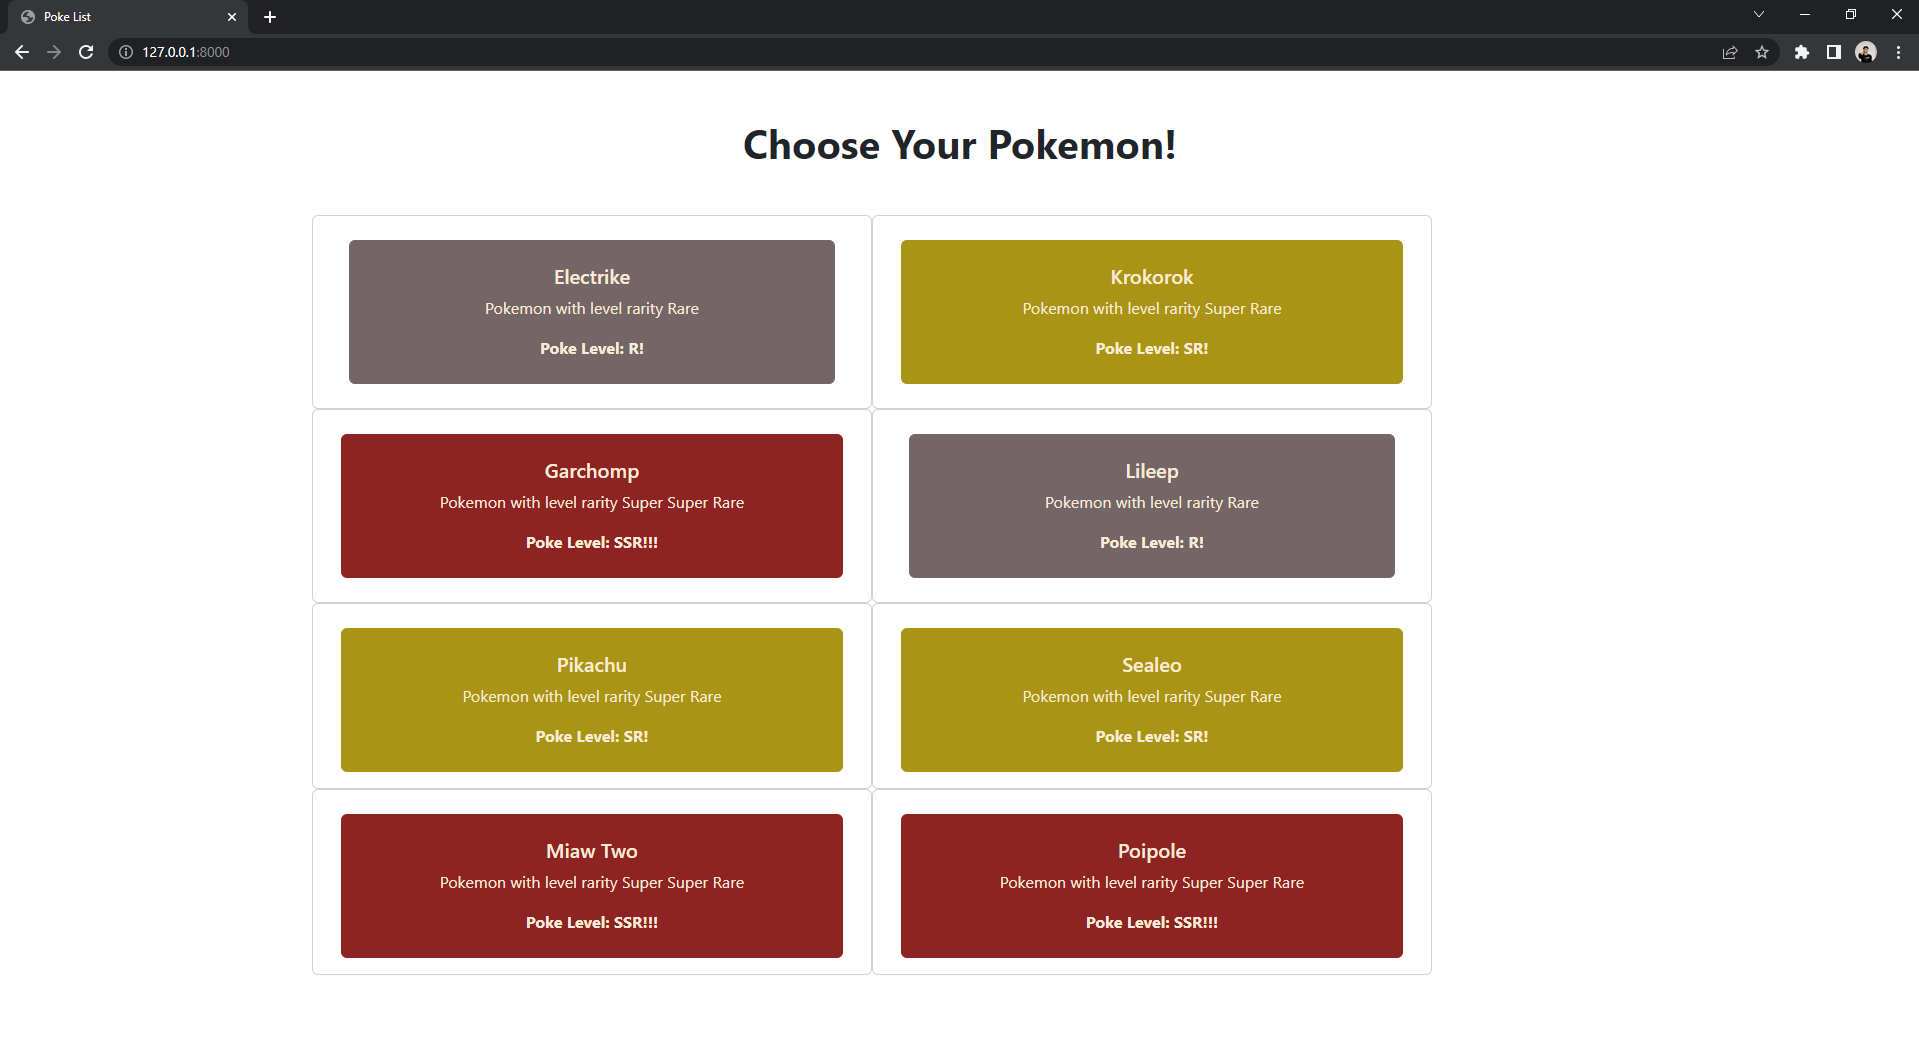 Poke List
127.0.0.1:8000
Choose Your Pokemon!
Electrike
Pokemon with level rarity Rare
Poke Level: R!
Krokorok
Pokemon with level rarity Super Rare
Poke Level: SR!
Garchomp
Pokemon with level rarity Super Super Rare
Poke Level: SSR!!!
Lileep
Pokemon with level rarity Rare
Poke Level: R!
Pikachu
Pokemon with level rarity Super Rare
Poke Level: SR!
Sealeo
Pokemon with level rarity Super Rare
Poke Level: SR!
Miaw Two
Pokemon with level rarity Super Super Rare
Poke Level: SSR!!!
Poipole
Pokemon with level rarity Super Super Rare
Poke Level: SSR!!!